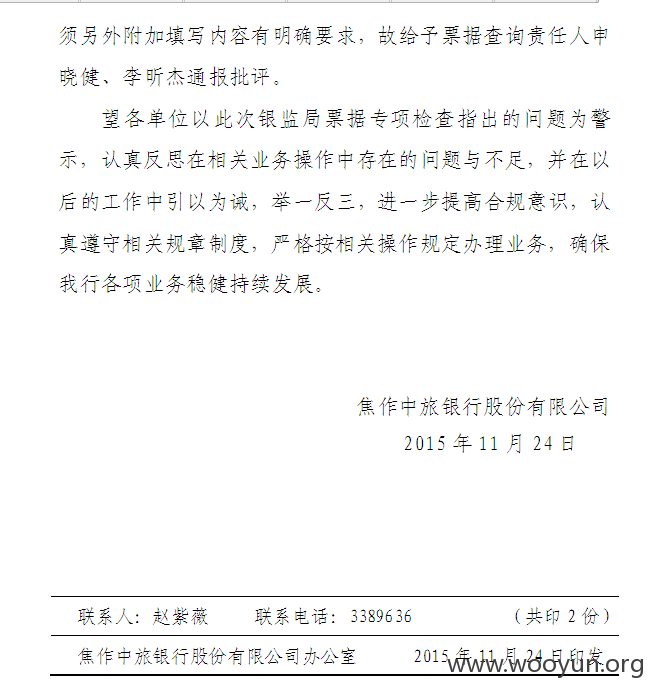 须另外附加填写内容有明确要求，故给予票据查询责任人申
晓健、李昕杰通报批评。
望各单位以此次银监局票据专项检查指出的问题为警
示，认真反思在相关业务操作中存在的问题与不足，并在以
后的工作中引以为诫，举一反三，进一步提高合规意识，认
真遵守相关规章制度，严格按相关操作规定办理业务，确保
我行各项业务稳健持续发展。
焦作中旅银行股份有限公司
2015 年 11 月 24 日
联系人：赵紫薇 联系电话：3389636 （共印 2 份）
焦作中旅银行股份有限公司办公室 2015 年 11 月 24 日印发
www.wooyun.org